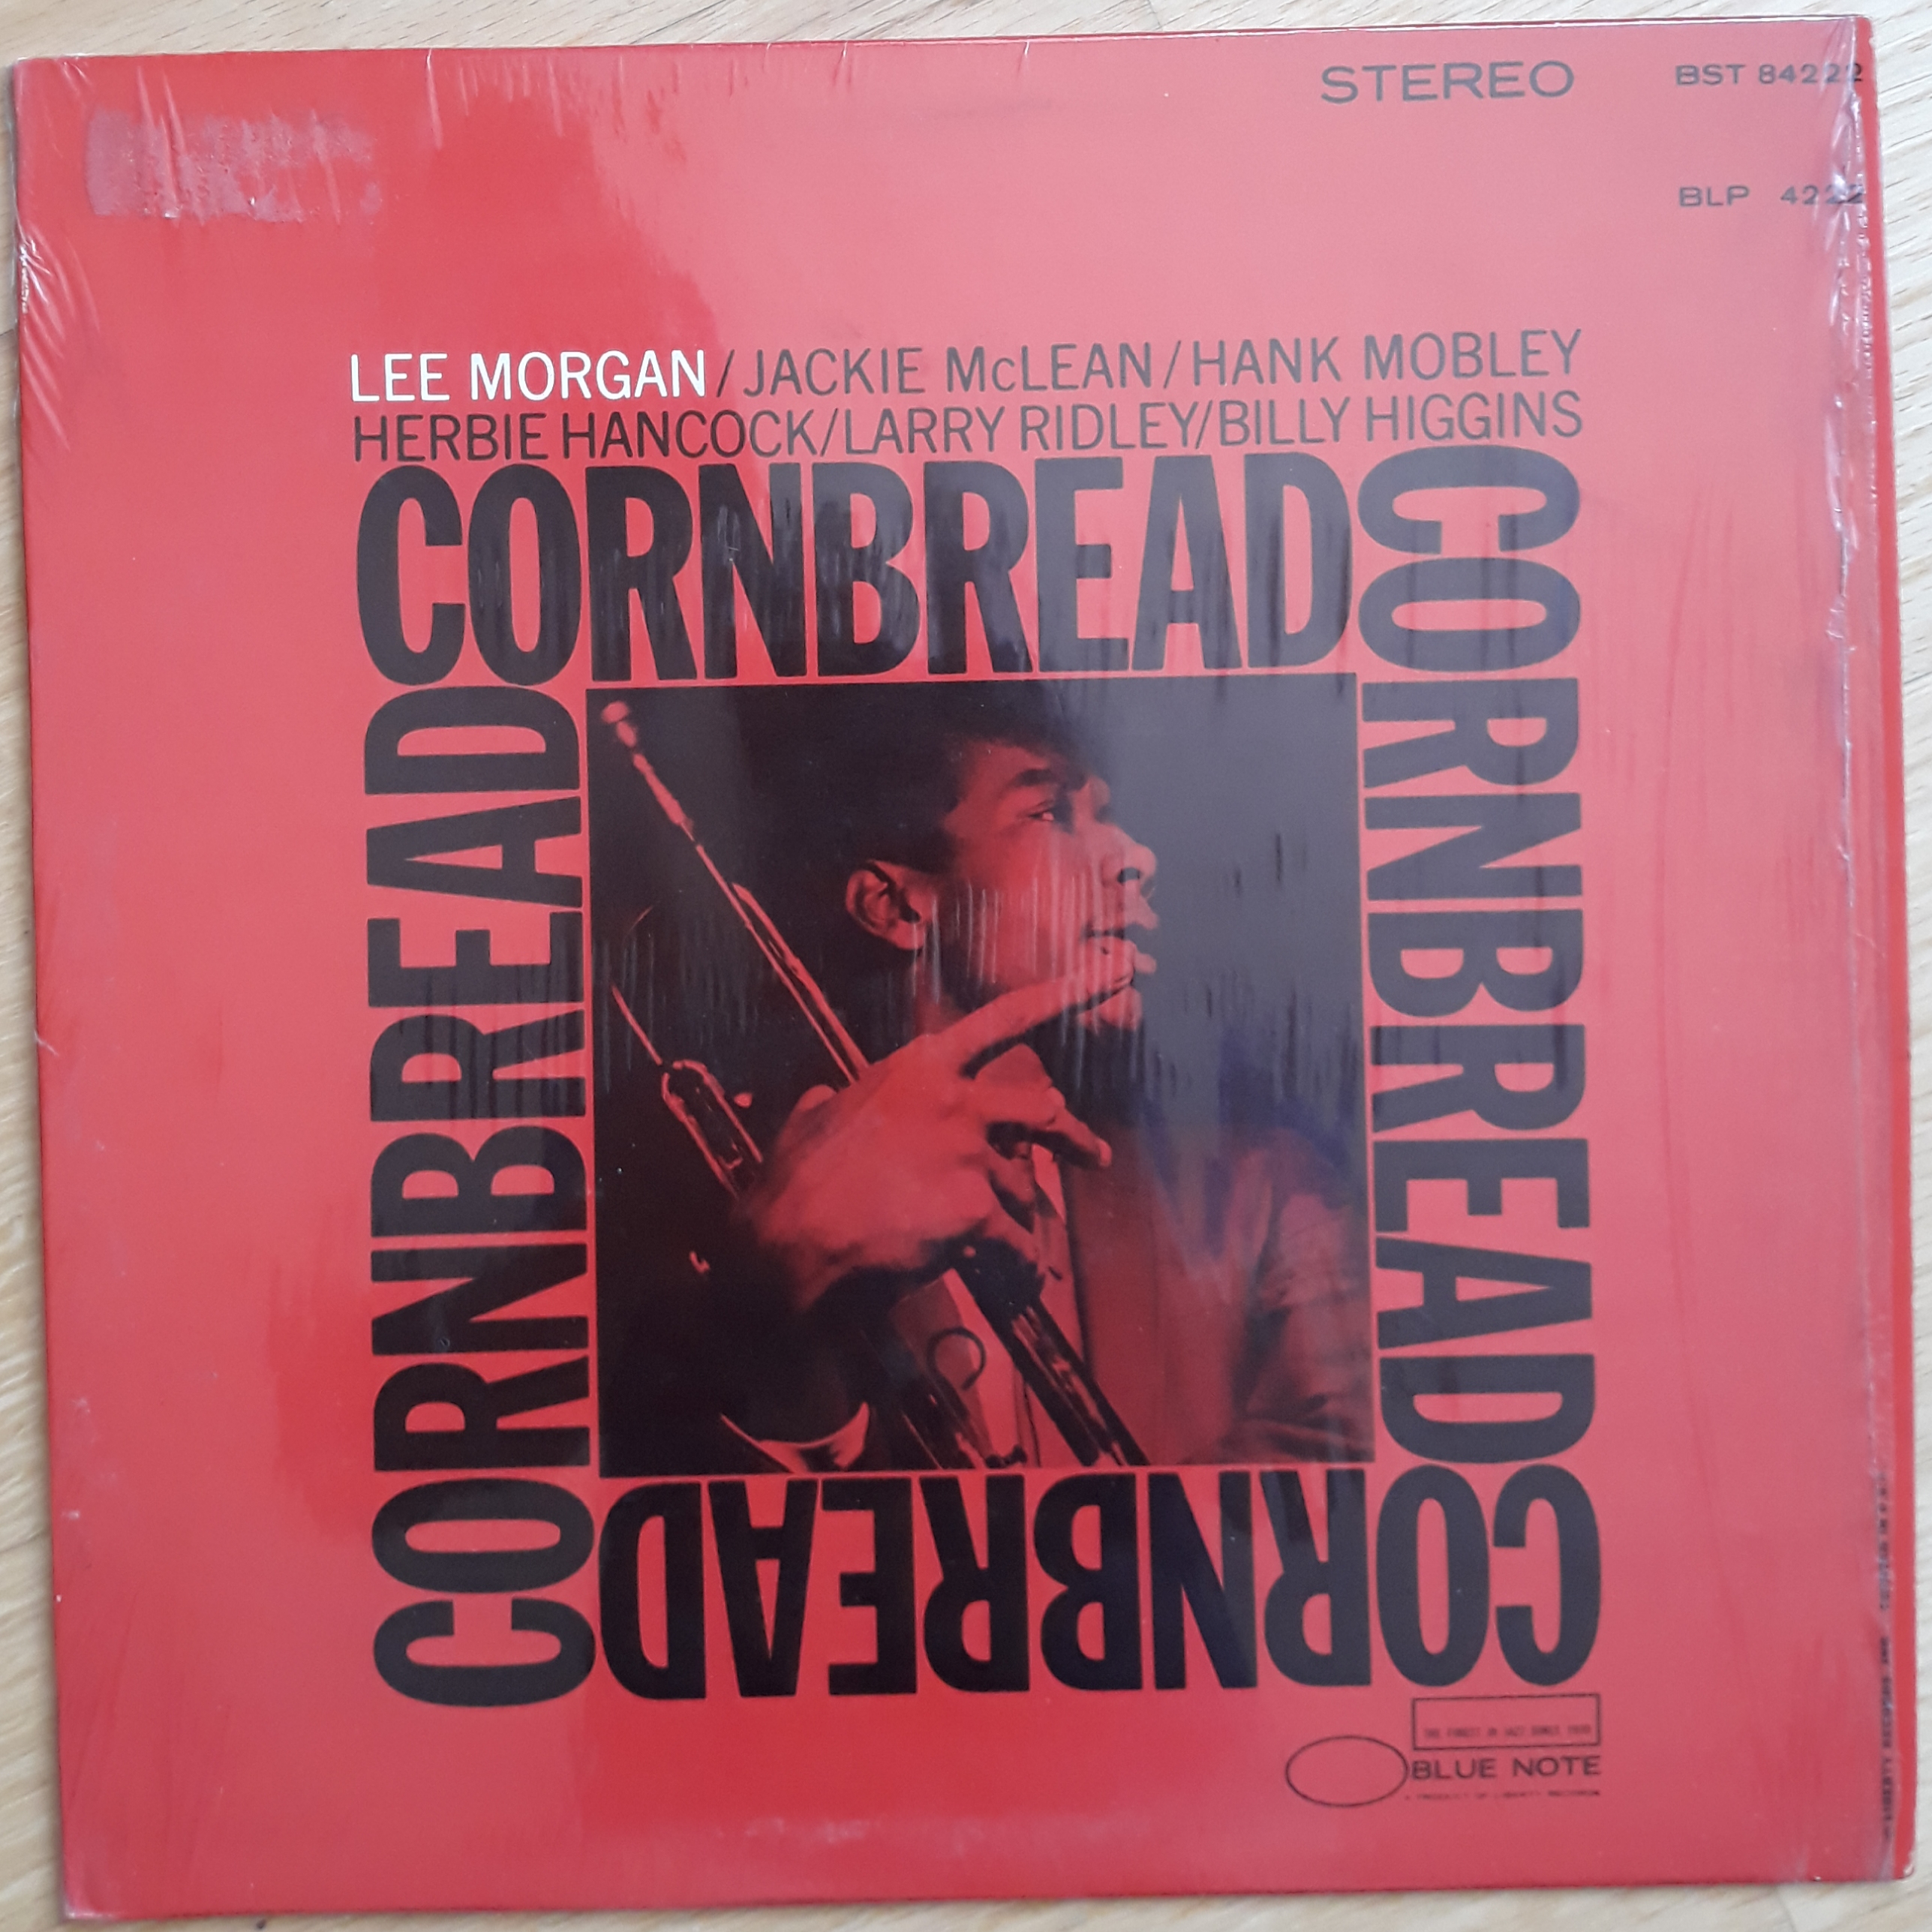 STEREO
BST 84222
BLP 4222
LEE MORGAN/JACKIE McLEAN/HANK MOBLEY
HERBIE HANCOCK/LARRY RIDLEY/BILLY HIGGINS
CORNBREAD
CORNBREAD
CORNBREAD
CORNBREAD
THE FINEST IN JAZZ SINCE 1939
BLUE NOTE
A PRODUCT OF LIBERTY RECORDS